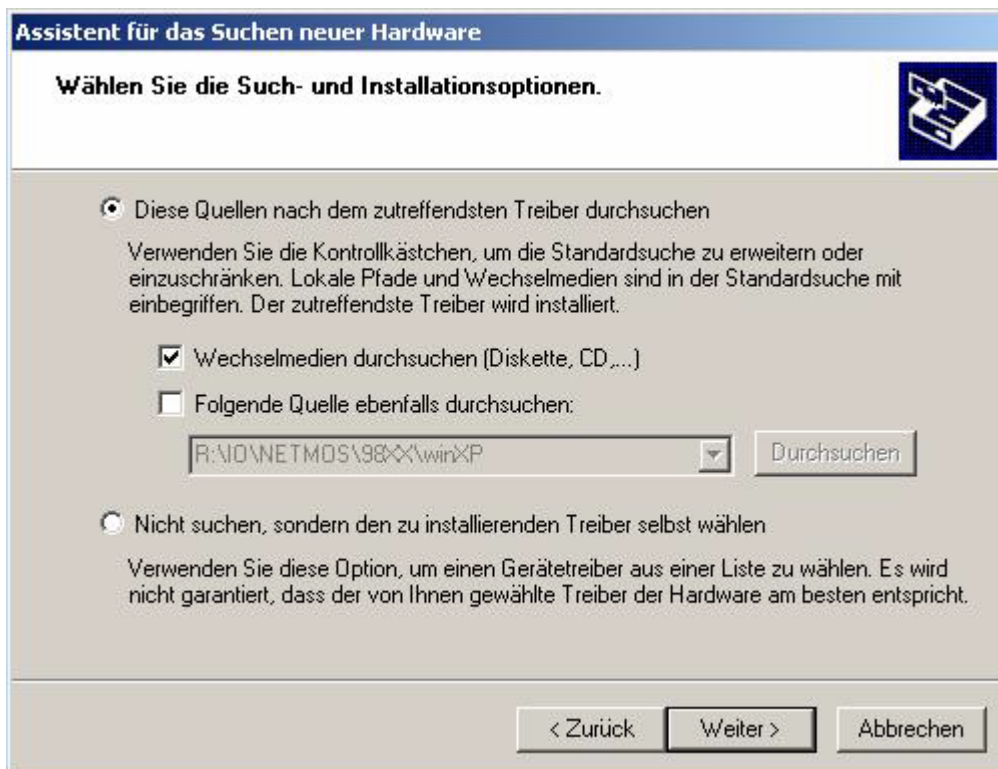 Assistent für das Suchen neuer Hardware
Wählen Sie die Such- und Installationsoptionen.
Diese Quellen nach dem zutreffendsten Treiber durchsuchen
Verwenden Sie die Kontrollkästchen, um die Standardsuche zu erweitern oder
einzuschränken. Lokale Pfade und Wechselmedien sind in der Standardsuche mit
einbegriffen. Der zutreffendste Treiber wird installiert.
Wechselmedien durchsuchen (Diskette, CD,...)
Folgende Quelle ebenfalls durchsuchen:
R:\IO\NETMOS\98XX\winXP
Durchsuchen
Nicht suchen, sondern den zu installierenden Treiber selbst wählen
Verwenden Sie diese Option, um einen Gerätetreiber aus einer Liste zu wählen. Es wird
nicht garantiert, dass der von Ihnen gewählte Treiber der Hardware am besten entspricht.
< Zurück
Weiter >
Abbrechen